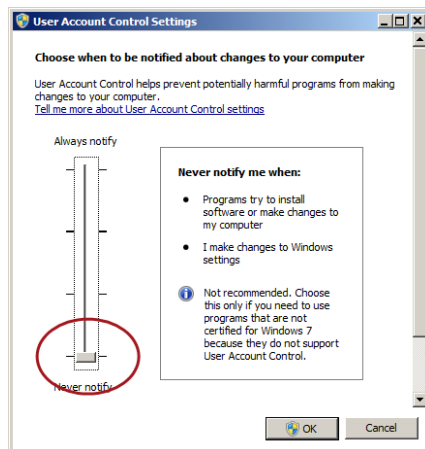 User Account Control Settings
Choose when to be notified about changes to your computer
User Account Control helps prevent potentially harmful programs from making
changes to your computer.
Tell me more about User Account Control settings
Always notify
Never notify me when:
Programs try to install
software or make changes to
my computer
I make changes to Windows
settings
Not recommended. Choose
this only if you need to use
programs that are not
certified for Windows 7
because they do not support
User Account Control.
Never notify
OK
Cancel